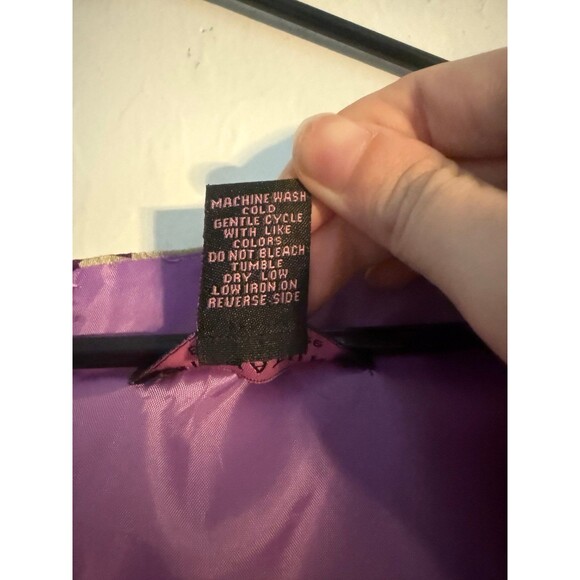 MACHINE WASH
COLD
GENTLE CYCLE
WITH LIKE
COLORS
DO NOT BLEACH
TUMBLE
DRY LOW
LOW IRON ON
REVERSE SIDE